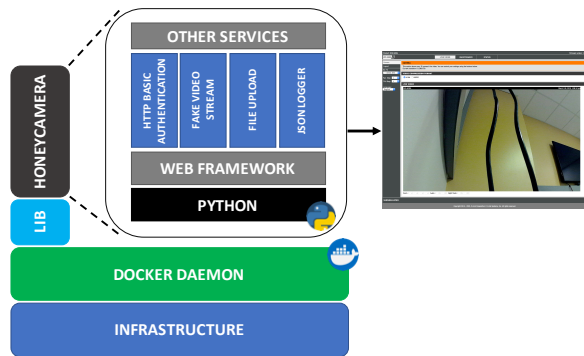 OTHER SERVICES
HTTP BASIC
AUTHENTICATION
FAKE VIDEO
STREAM
FILE UPLOAD
JSON LOGGER
WEB FRAMEWORK
PYTHON
HONEYCAMERA
LIB
DOCKER DAEMON
INFRASTRUCTURE